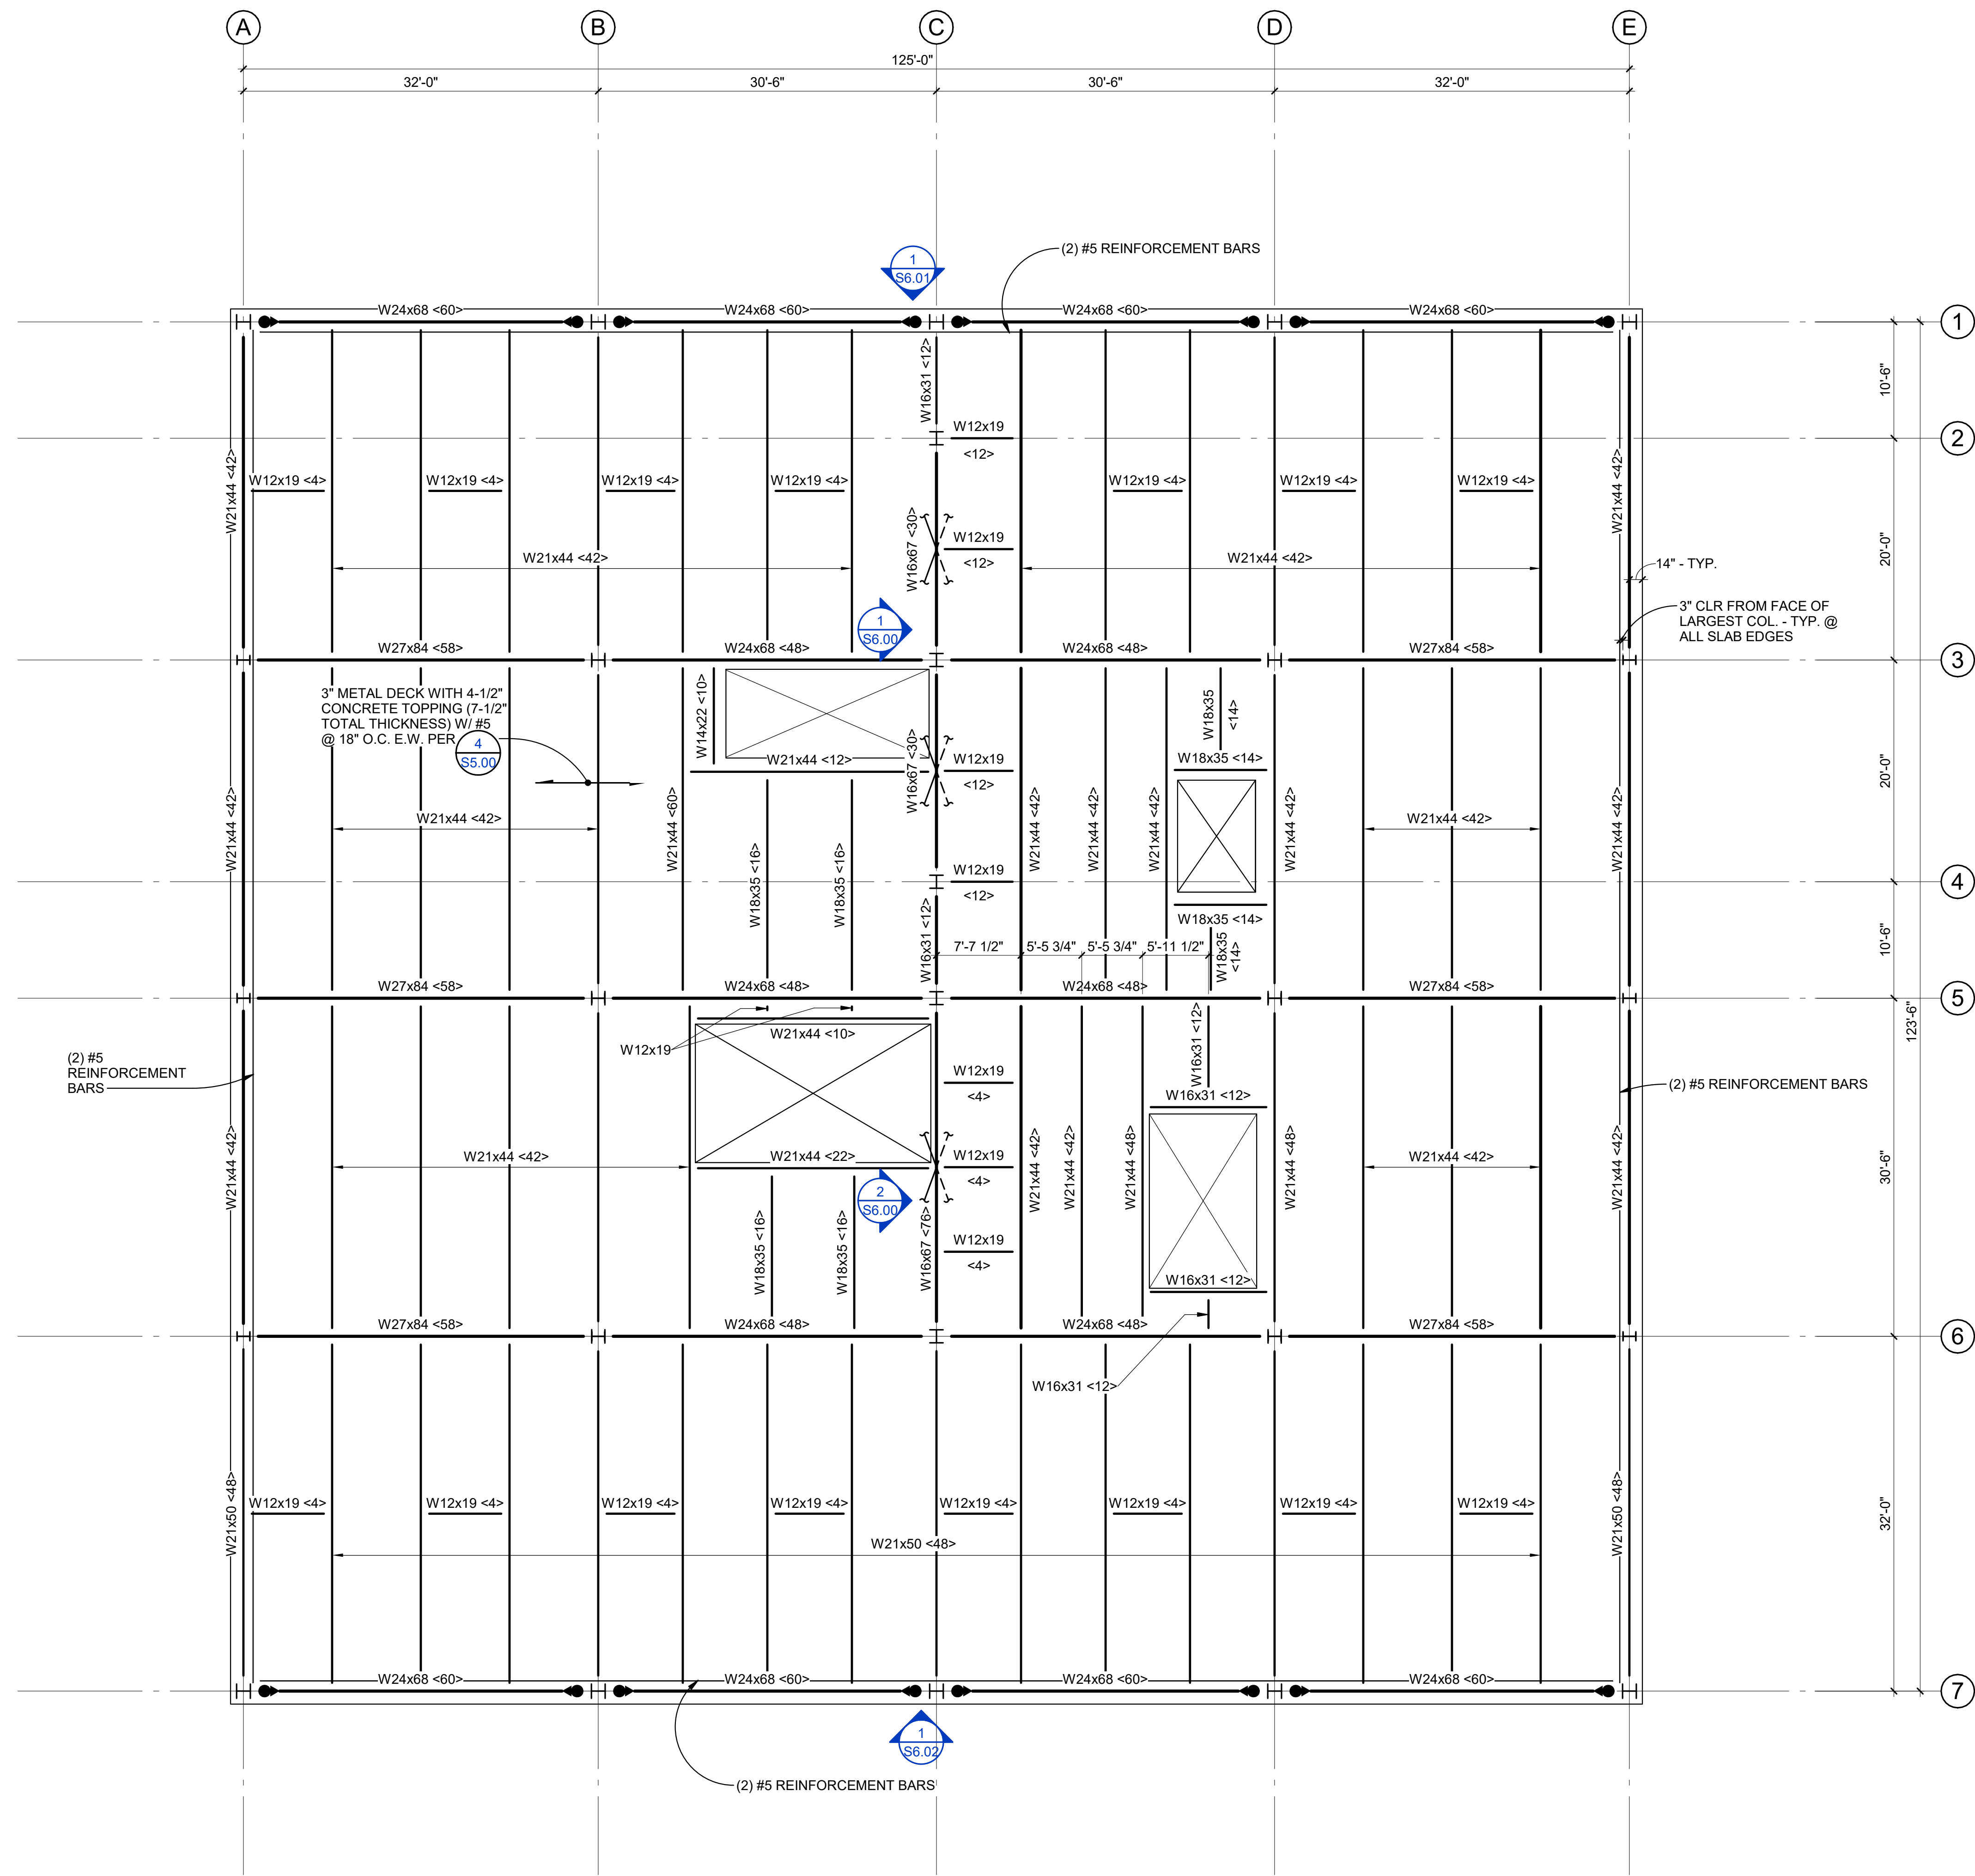 A
B
C
D
E
125'-0"
32'-0"
30'-6"
30'-6"
32'-0"
1
S6.01
(2) #5 REINFORCEMENT BARS
W24x68 <60>
W24x68 <60>
W24x68 <60>
W24x68 <60>
1
W16x31 <12>
10'-6"
W12x19
<12>
2
W21x44 <42>
W12x19 <4>
W12x19 <4>
W12x19 <4>
W12x19 <4>
W12x19 <4>
W12x19 <4>
W12x19 <4>
W21x44 <42>
W16x67 <30>
W12x19
<12>
20'-0"
W21x44 <42>
W21x44 <42>
14" - TYP.
3" CLR FROM FACE OF
LARGEST COL. - TYP. @
ALL SLAB EDGES
1
S6.00
W27x84 <58>
W24x68 <48>
W24x68 <48>
W27x84 <58>
3
3" METAL DECK WITH 4-1/2"
CONCRETE TOPPING (7-1/2"
TOTAL THICKNESS) W/ #5
@ 18" O.C. E.W. PER
4
S5.00
W14x22 <10>
W21x44 <12>
W16x67 <30>
W12x19
<12>
W18x35
<14>
W18x35 <14>
20'-0"
W21x44 <42>
W21x44 <42>
W21x44 <60>
W18x35 <16>
W18x35 <16>
W21x44 <42>
W21x44 <42>
W21x44 <42>
W21x44 <42>
W21x44 <42>
W21x44 <42>
W12x19
<12>
4
W16x31 <12>
W18x35 <14>
W18x35
<14>
7'-7 1/2"
5'-5 3/4"
5'-5 3/4"
5'-11 1/2"
10'-6"
W27x84 <58>
W24x68 <48>
W24x68 <48>
W27x84 <58>
5
123'-6"
W12x19
W21x44 <10>
W16x31 <12>
(2) #5
REINFORCEMENT
BARS
W12x19
<4>
W16x31 <12>
(2) #5 REINFORCEMENT BARS
W21x44 <42>
W21x44 <42>
W21x44 <22>
W12x19
<4>
W21x44 <42>
W21x44 <42>
W21x44 <48>
W21x44 <48>
W21x44 <42>
W21x44 <42>
30'-6"
2
S6.00
W18x35 <16>
W18x35 <16>
W16x67 <76>
W12x19
<4>
W16x31 <12>
W27x84 <58>
W24x68 <48>
W24x68 <48>
W27x84 <58>
6
W16x31 <12>
W21x50 <48>
W12x19 <4>
W12x19 <4>
W12x19 <4>
W12x19 <4>
W12x19 <4>
W12x19 <4>
W12x19 <4>
W12x19 <4>
W21x50 <48>
32'-0"
W21x50 <48>
W24x68 <60>
W24x68 <60>
W24x68 <60>
W24x68 <60>
7
1
S6.02
(2) #5 REINFORCEMENT BARS